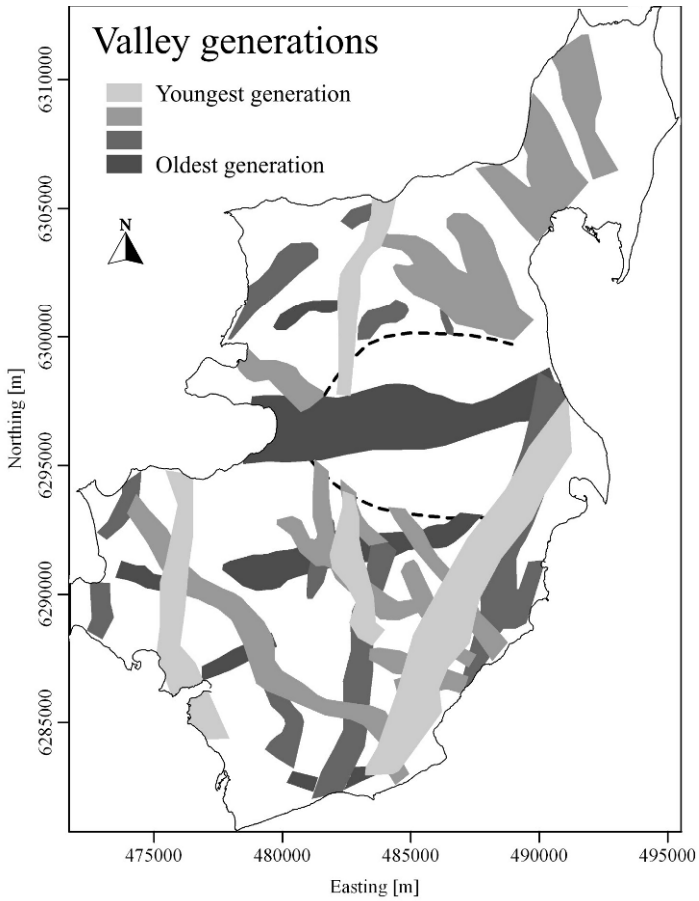 Valley generations
Youngest generation
Oldest generation
N
6310000
6305000
6300000
6295000
6290000
6285000
Northing [m]
475000 480000 485000 490000 495000
Easting [m]